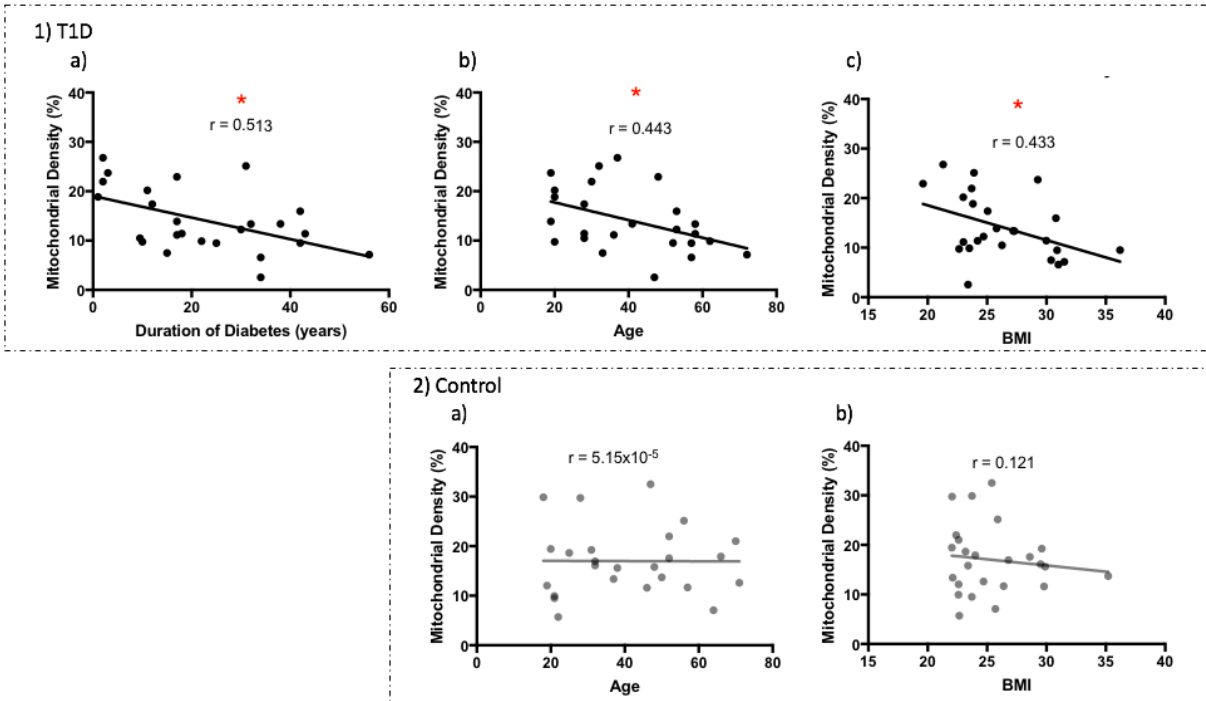 1) T1D
a)
*
r = 0.513
Mitochondrial Density (%)
40
30
20
10
0
0 20 40 60
Duration of Diabetes (years)
b)
*
r = 0.443
Mitochondrial Density (%)
40
30
20
10
0
0 20 40 60 80
Age
c)
*
r = 0.433
Mitochondrial Density (%)
40
30
20
10
0
15 20 25 30 35 40
BMI
2) Control
a)
r = 5.15x10-5
Mitochondrial Density (%)
40
30
20
10
0
0 20 40 60 80
Age
b)
r = 0.121
Mitochondrial Density (%)
40
30
20
10
0
15 20 25 30 35 40
BMI